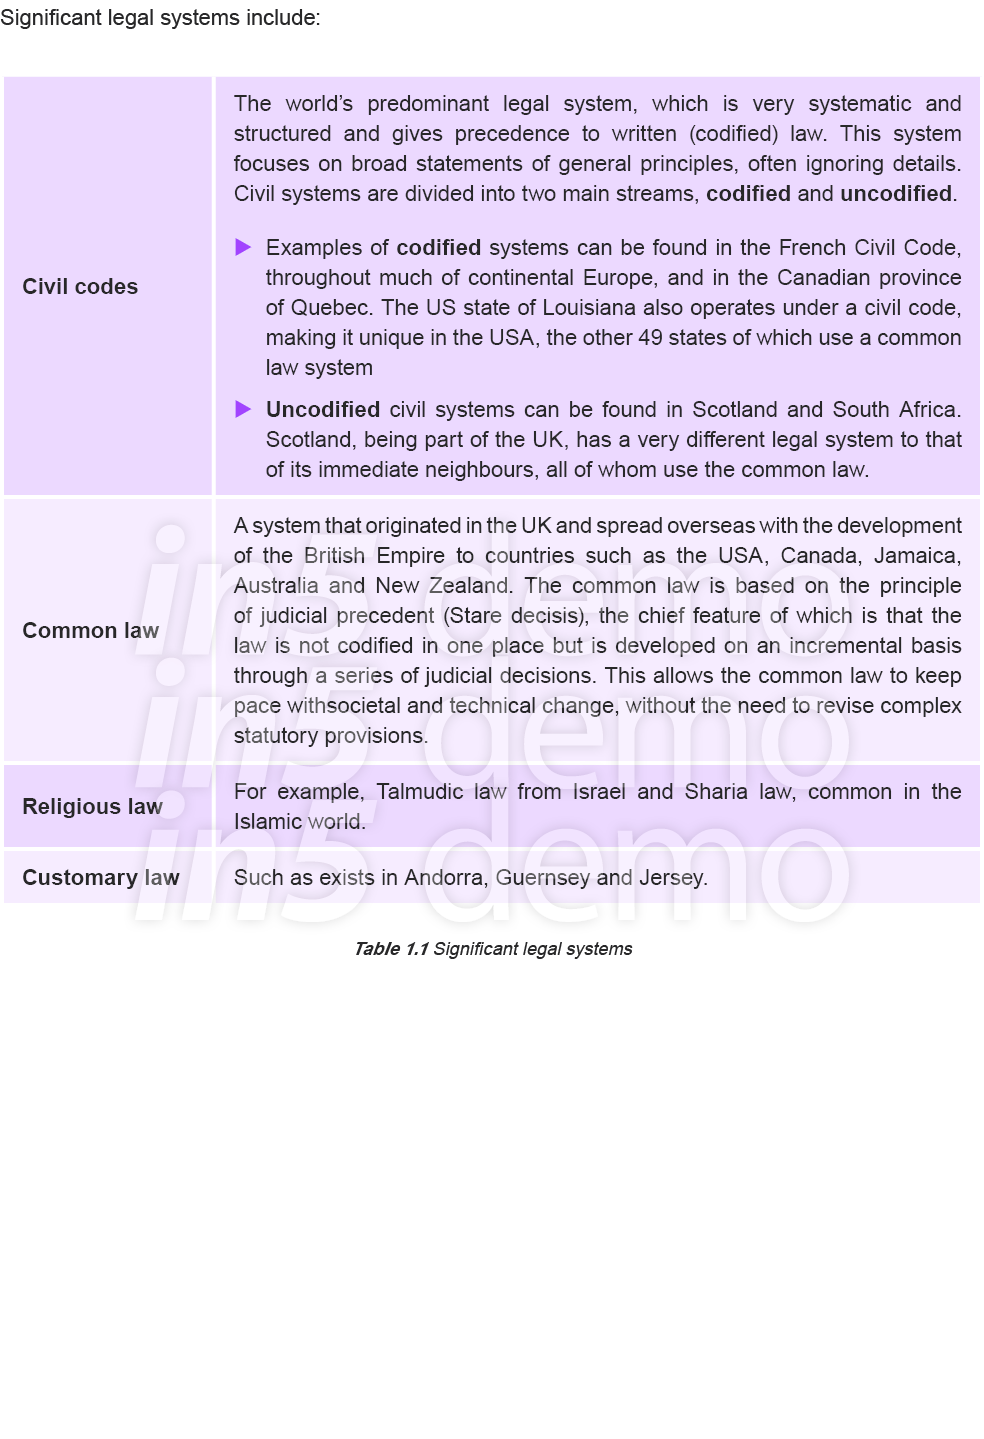 Significant legal systems include:
Civil codes
The world’s predominant legal system, which is very systematic and
structured and gives precedence to written (codified) law. This system
focuses on broad statements of general principles, often ignoring details.
Civil systems are divided into two main streams, codified and uncodified.
▶ Examples of codified systems can be found in the French Civil Code,
throughout much of continental Europe, and in the Canadian province
of Quebec. The US state of Louisiana also operates under a civil code,
making it unique in the USA, the other 49 states of which use a common
law system
▶ Uncodified civil systems can be found in Scotland and South Africa.
Scotland, being part of the UK, has a very different legal system to that
of its immediate neighbours, all of whom use the common law.
Common law
A system that originated in the UK and spread overseas with the development
of the British Empire to countries such as the USA, Canada, Jamaica,
Australia and New Zealand. The common law is based on the principle
of judicial precedent (Stare decisis), the chief feature of which is that the
law is not codified in one place but is developed on an incremental basis
through a series of judicial decisions. This allows the common law to keep
pace withsocietal and technical change, without the need to revise complex
statutory provisions.
Religious law
For example, Talmudic law from Israel and Sharia law, common in the
Islamic world.
Customary law
Such as exists in Andorra, Guernsey and Jersey.
Table 1.1 Significant legal systems
in5 demo
in5 demo
in5 demo